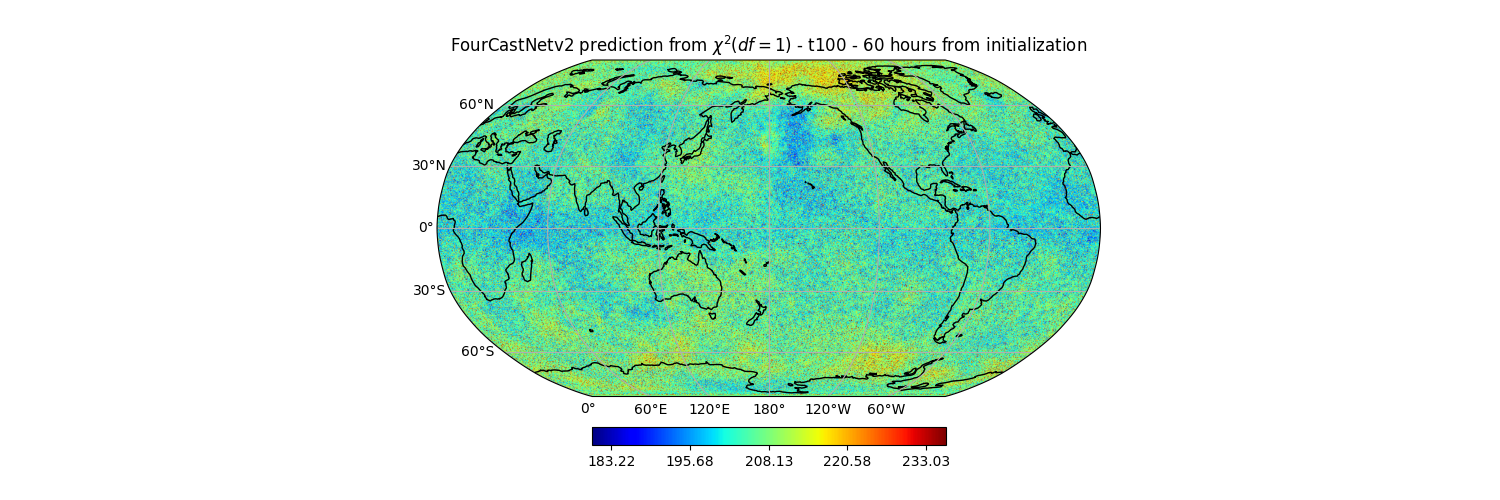 FourCastNetv2 prediction from χ²(df = 1) - t100 - 60 hours from initialization
60°N
30°N
0°
30°S
60°S
0° 60°E 120°E 180° 120°W 60°W
183.22 195.68 208.13 220.58 233.03